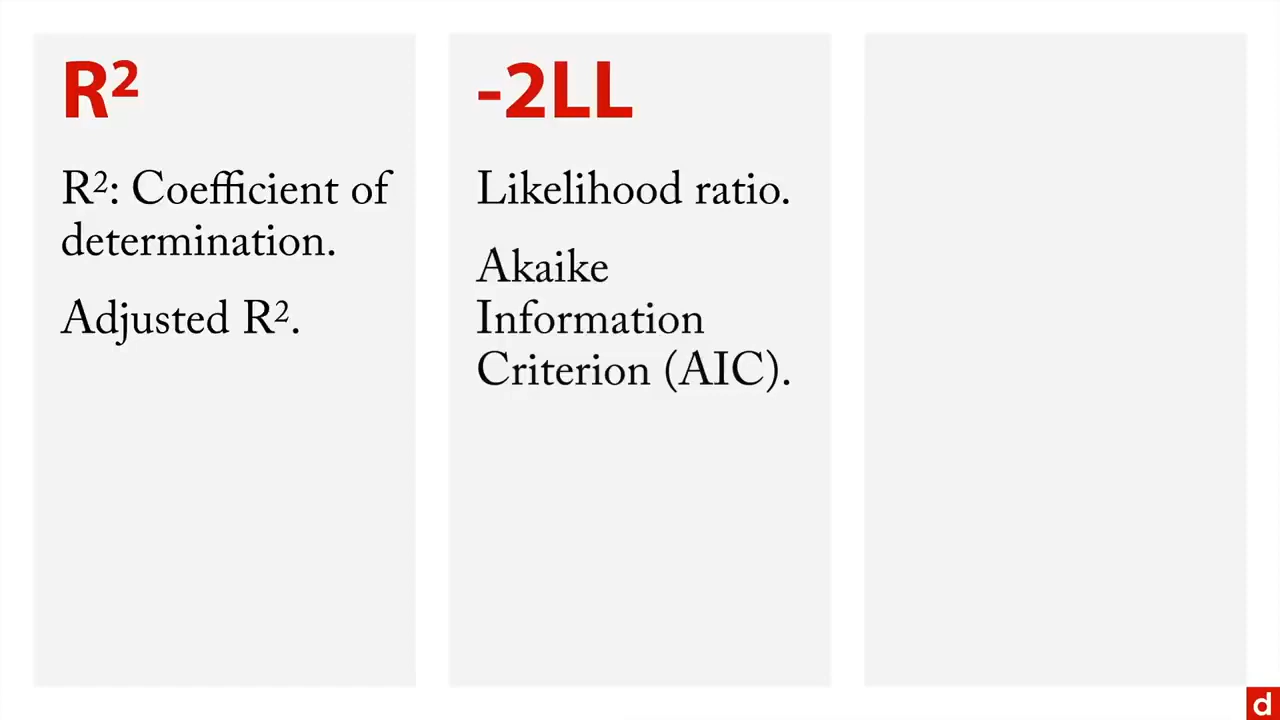 R²
R²: Coefficient of
determination.
Adjusted R².
-2LL
Likelihood ratio.
Akaike
Information
Criterion (AIC).
d